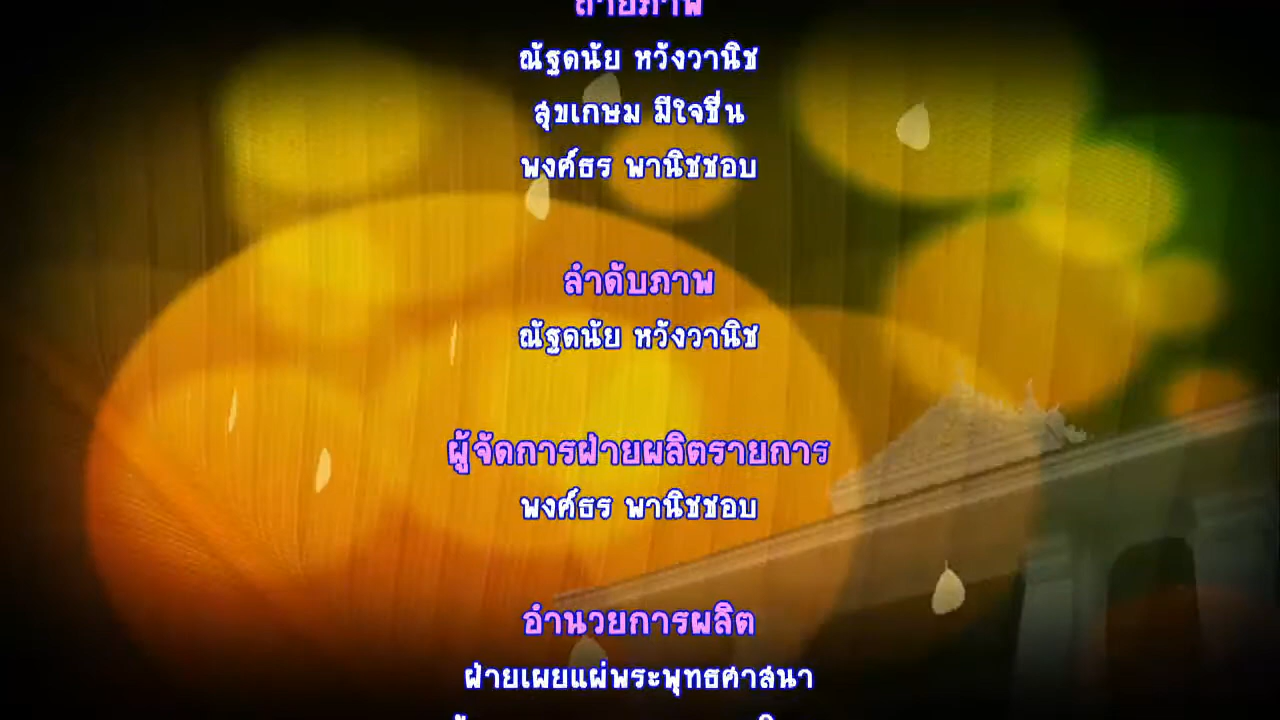 ถ่ายภาพ
ณัฐดนัย หวังวานิช
สุขเกษม มีใจชื่น
พงศ์ธร พานิชชอบ
ลำดับภาพ
ณัฐดนัย หวังวานิช
ผู้จัดการฝ่ายผลิตรายการ
พงศ์ธร พานิชชอบ
อำนวยการผลิต
ฝ่ายเผยแผ่พระพุทธศาสนา